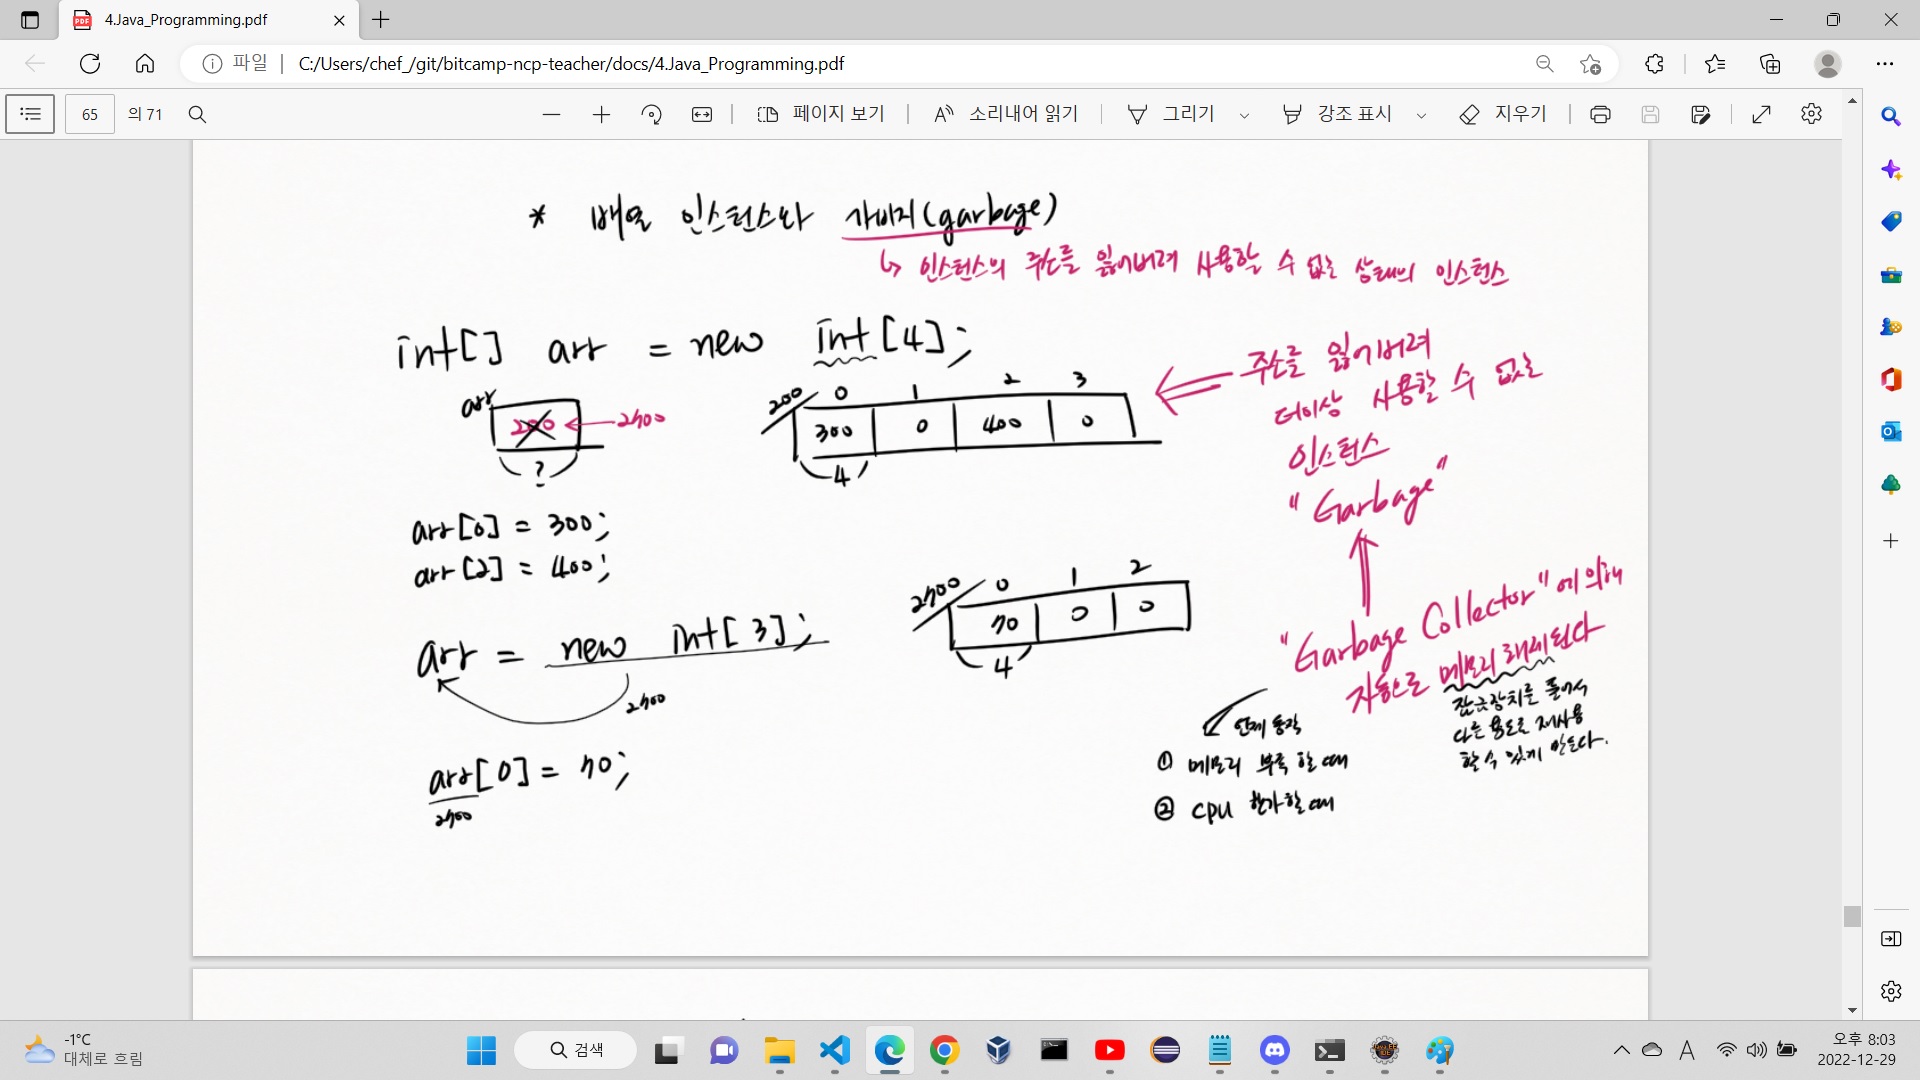 4.Java_Programming.pdf
파일 | C:/Users/chef_/git/bitcamp-ncp-teacher/docs/4.Java_Programming.pdf
65 의 71 페이지 보기 소리내어 읽기 그리기 강조 표시 지우기
* 배열 인스턴스와 가비지(garbage)
↳ 인스턴스의 주소를 잃어버려 사용할 수 없는 상태의 인스턴스
int[] arr = new int[4];
arr
200 ← 2700
?
200 0 1 2 3
300 0 400 0
4
주소를 잃어버려
더이상 사용할 수 없는
인스턴스
"Garbage"
arr[0] = 300;
arr[2] = 400;
arr = new int[3];
2700
2700 0 1 2
70 0 0
4
"Garbage Collector"에 의해
자동으로 메모리 해제된다
잠금장치를 풀어서
다른 용도로 재사용
할 수 있게 만든다.
언제 동작
① 메모리 부족할 때
② CPU 한가할 때
arr[0] = 70;
2700
-1°C
대체로 흐림
검색
A
오후 8:03
2022-12-29